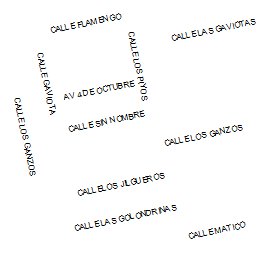 CALLE FLAMENGO
CALLE LAS GAVIOTAS
CALLE GAVIOTA
CALLE LOS PIYOS
AV 4 DE OCTUBRE
CALLE LOS GANZOS
CALLE SIN NOMBRE
CALLE LOS GANZOS
CALLE LOS JILGUEROS
CALLE LAS GOLONDRINAS
CALLE MATICO